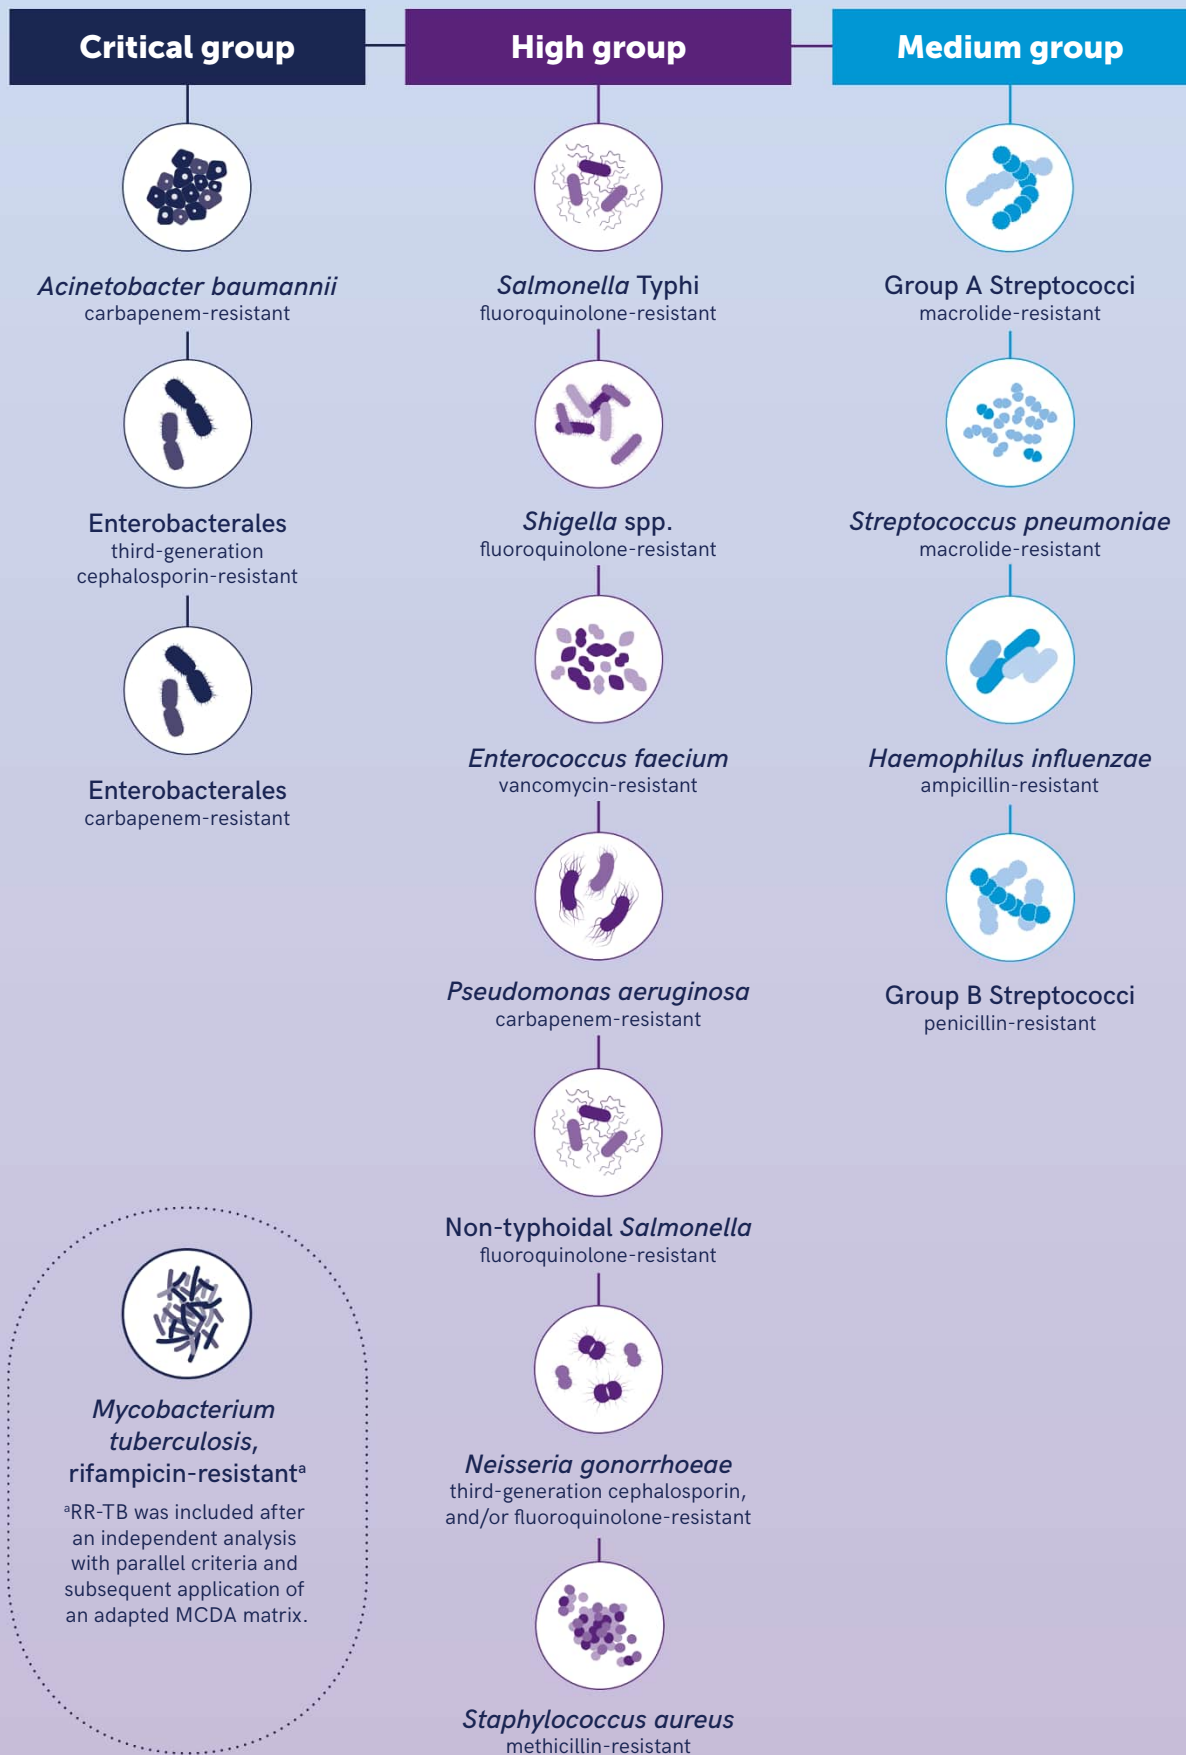 Critical group
High group
Medium group
Acinetobacter baumannii
carbapenem-resistant
Enterobacterales
third-generation
cephalosporin-resistant
Enterobacterales
carbapenem-resistant
Mycobacterium
tuberculosis,
rifampicin-resistantᵃ
ᵃRR-TB was included after
an independent analysis
with parallel criteria and
subsequent application of
an adapted MCDA matrix.
Salmonella Typhi
fluoroquinolone-resistant
Shigella spp.
fluoroquinolone-resistant
Enterococcus faecium
vancomycin-resistant
Pseudomonas aeruginosa
carbapenem-resistant
Non-typhoidal Salmonella
fluoroquinolone-resistant
Neisseria gonorrhoeae
third-generation cephalosporin,
and/or fluoroquinolone-resistant
Staphylococcus aureus
methicillin-resistant
Group A Streptococci
macrolide-resistant
Streptococcus pneumoniae
macrolide-resistant
Haemophilus influenzae
ampicillin-resistant
Group B Streptococci
penicillin-resistant